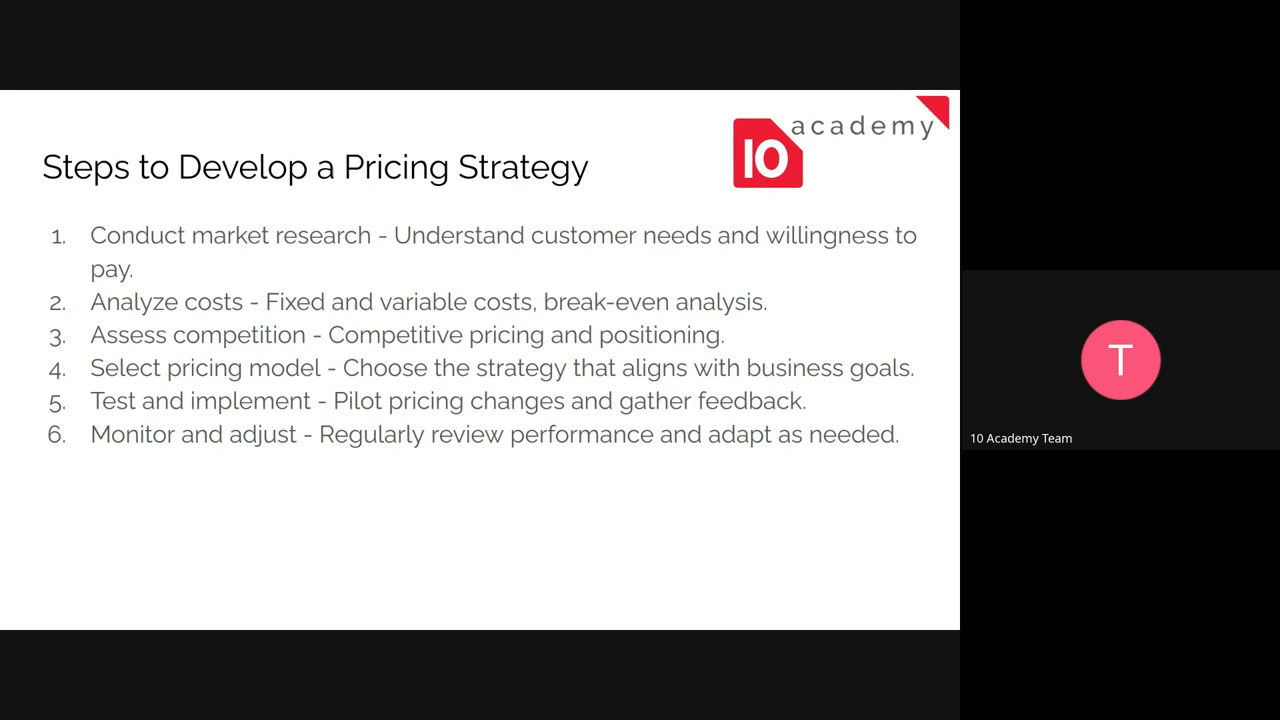 academy
10
Steps to Develop a Pricing Strategy
1. Conduct market research - Understand customer needs and willingness to
pay.
2. Analyze costs - Fixed and variable costs, break-even analysis.
3. Assess competition - Competitive pricing and positioning.
4. Select pricing model - Choose the strategy that aligns with business goals.
5. Test and implement - Pilot pricing changes and gather feedback.
6. Monitor and adjust - Regularly review performance and adapt as needed.
T
10 Academy Team